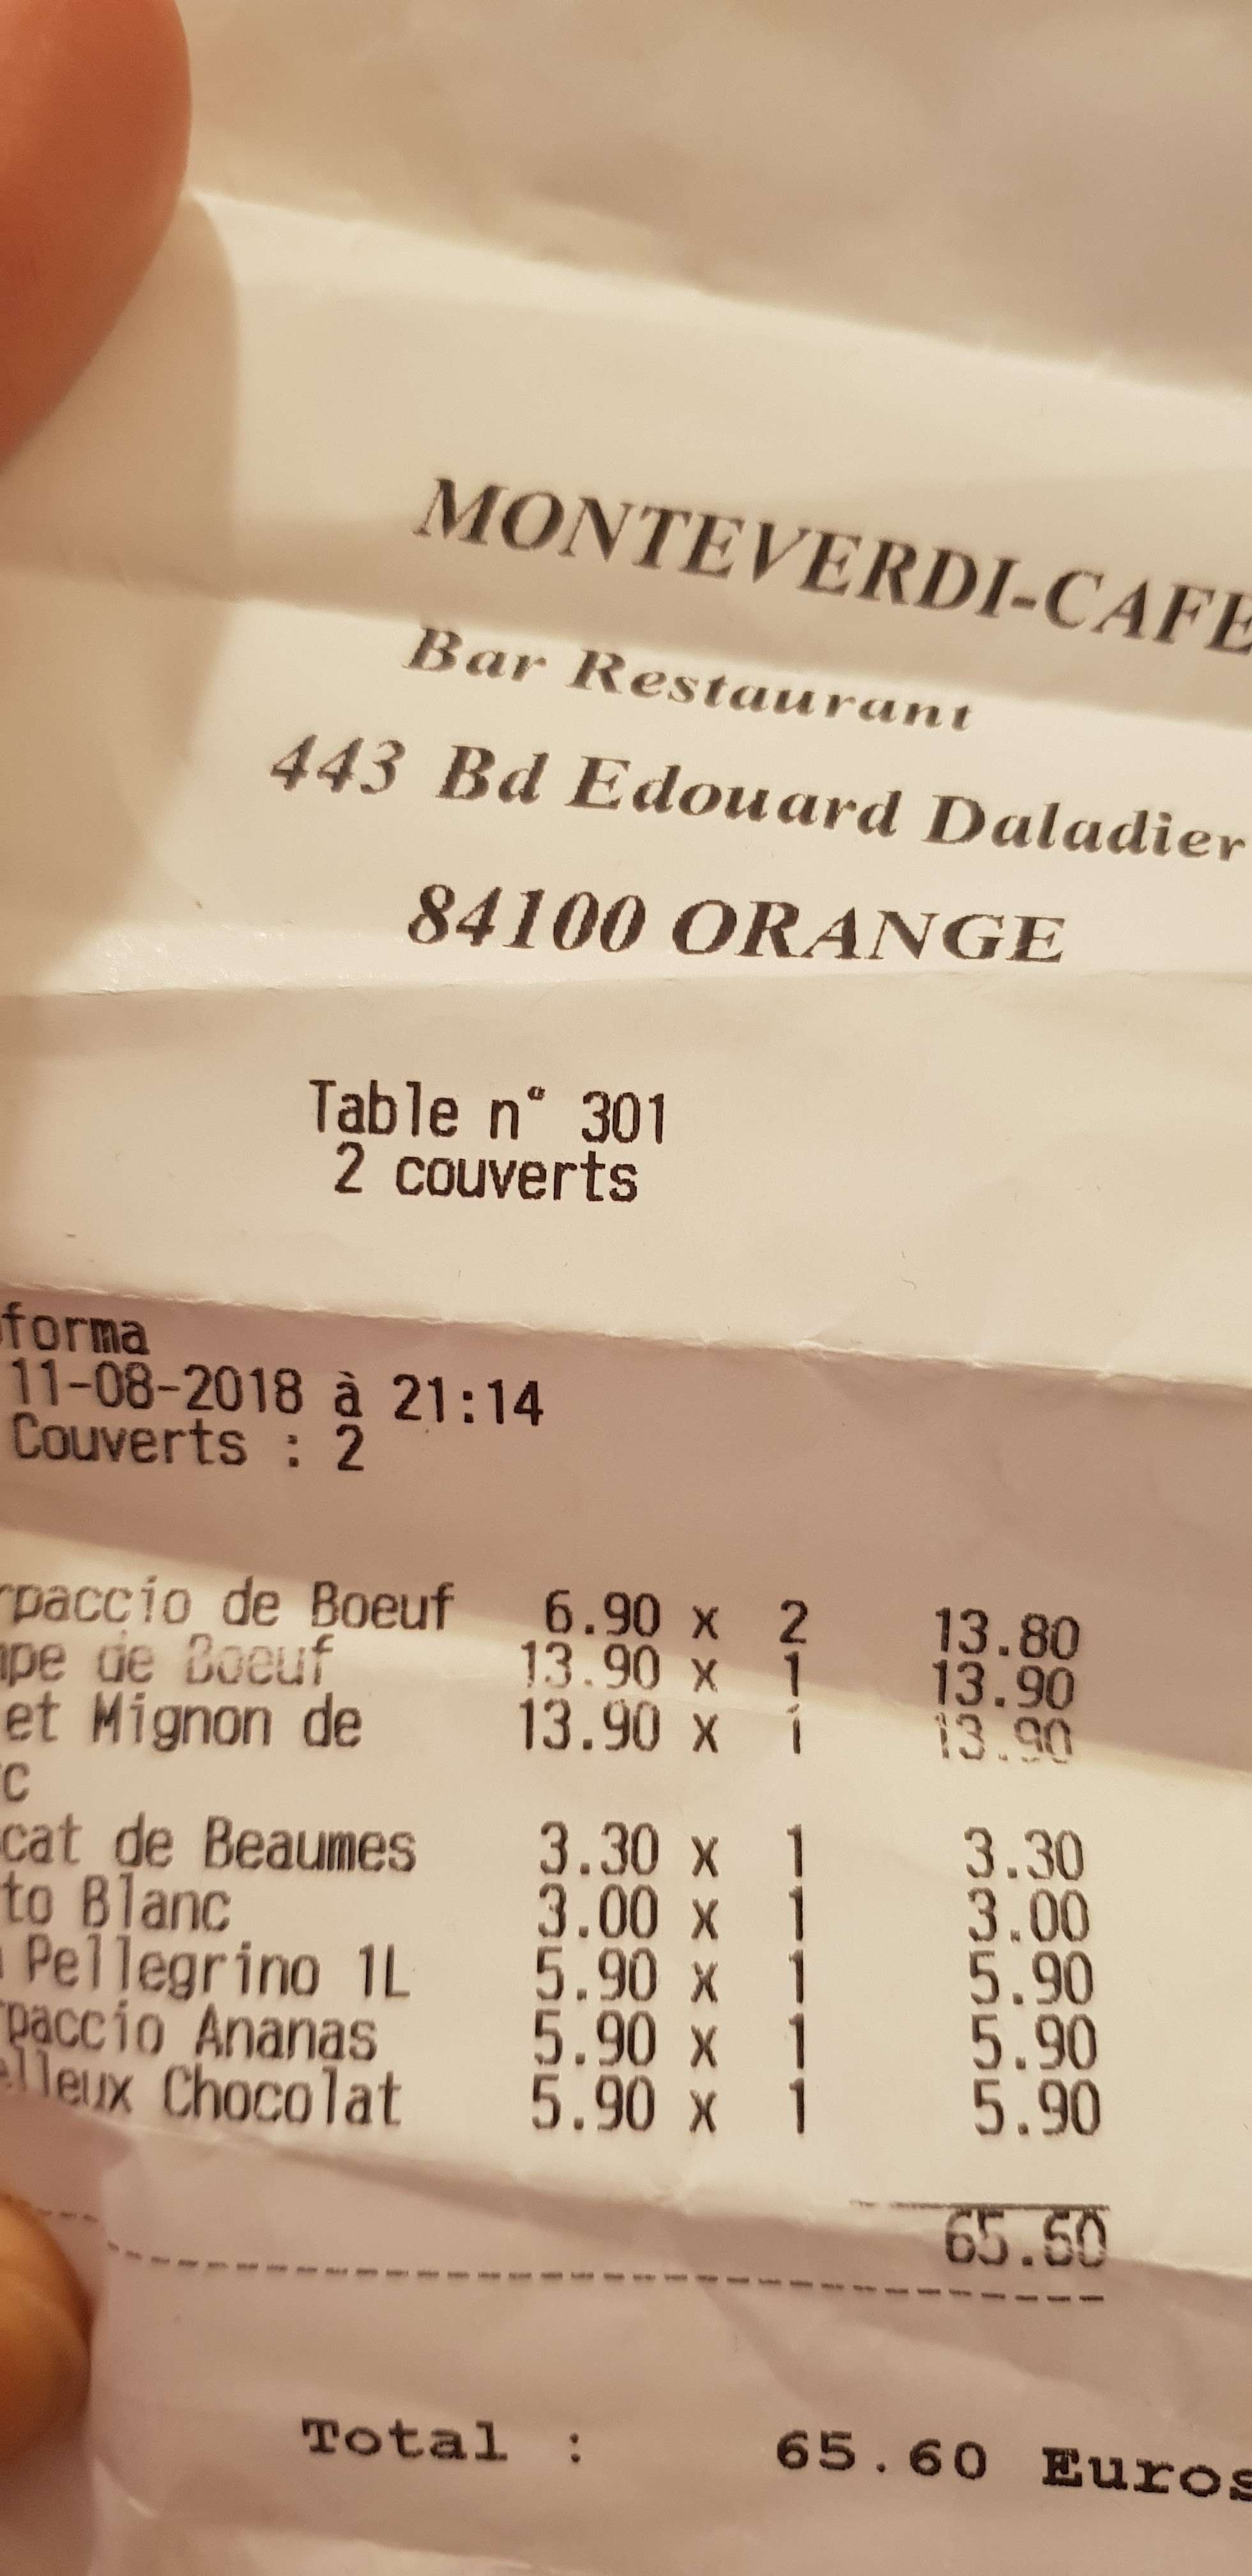 MONTEVERDI-CAFE
Bar Restaurant
443 Bd Edouard Daladier
84100 ORANGE
Table n° 301
2 couverts
forma
11-08-2018 à 21:14
Couverts : 2
rpaccio de Boeuf 6.90 x 2 13.80
pe de Boeuf 13.90 x 1 13.90
et Mignon de 13.90 x 1 13.90
c
cat de Beaumes 3.30 x 1 3.30
to Blanc 3.00 x 1 3.00
Pellegrino 1L 5.90 x 1 5.90
paccio Ananas 5.90 x 1 5.90
elleux Chocolat 5.90 x 1 5.90
65.60
Total : 65.60 Euros